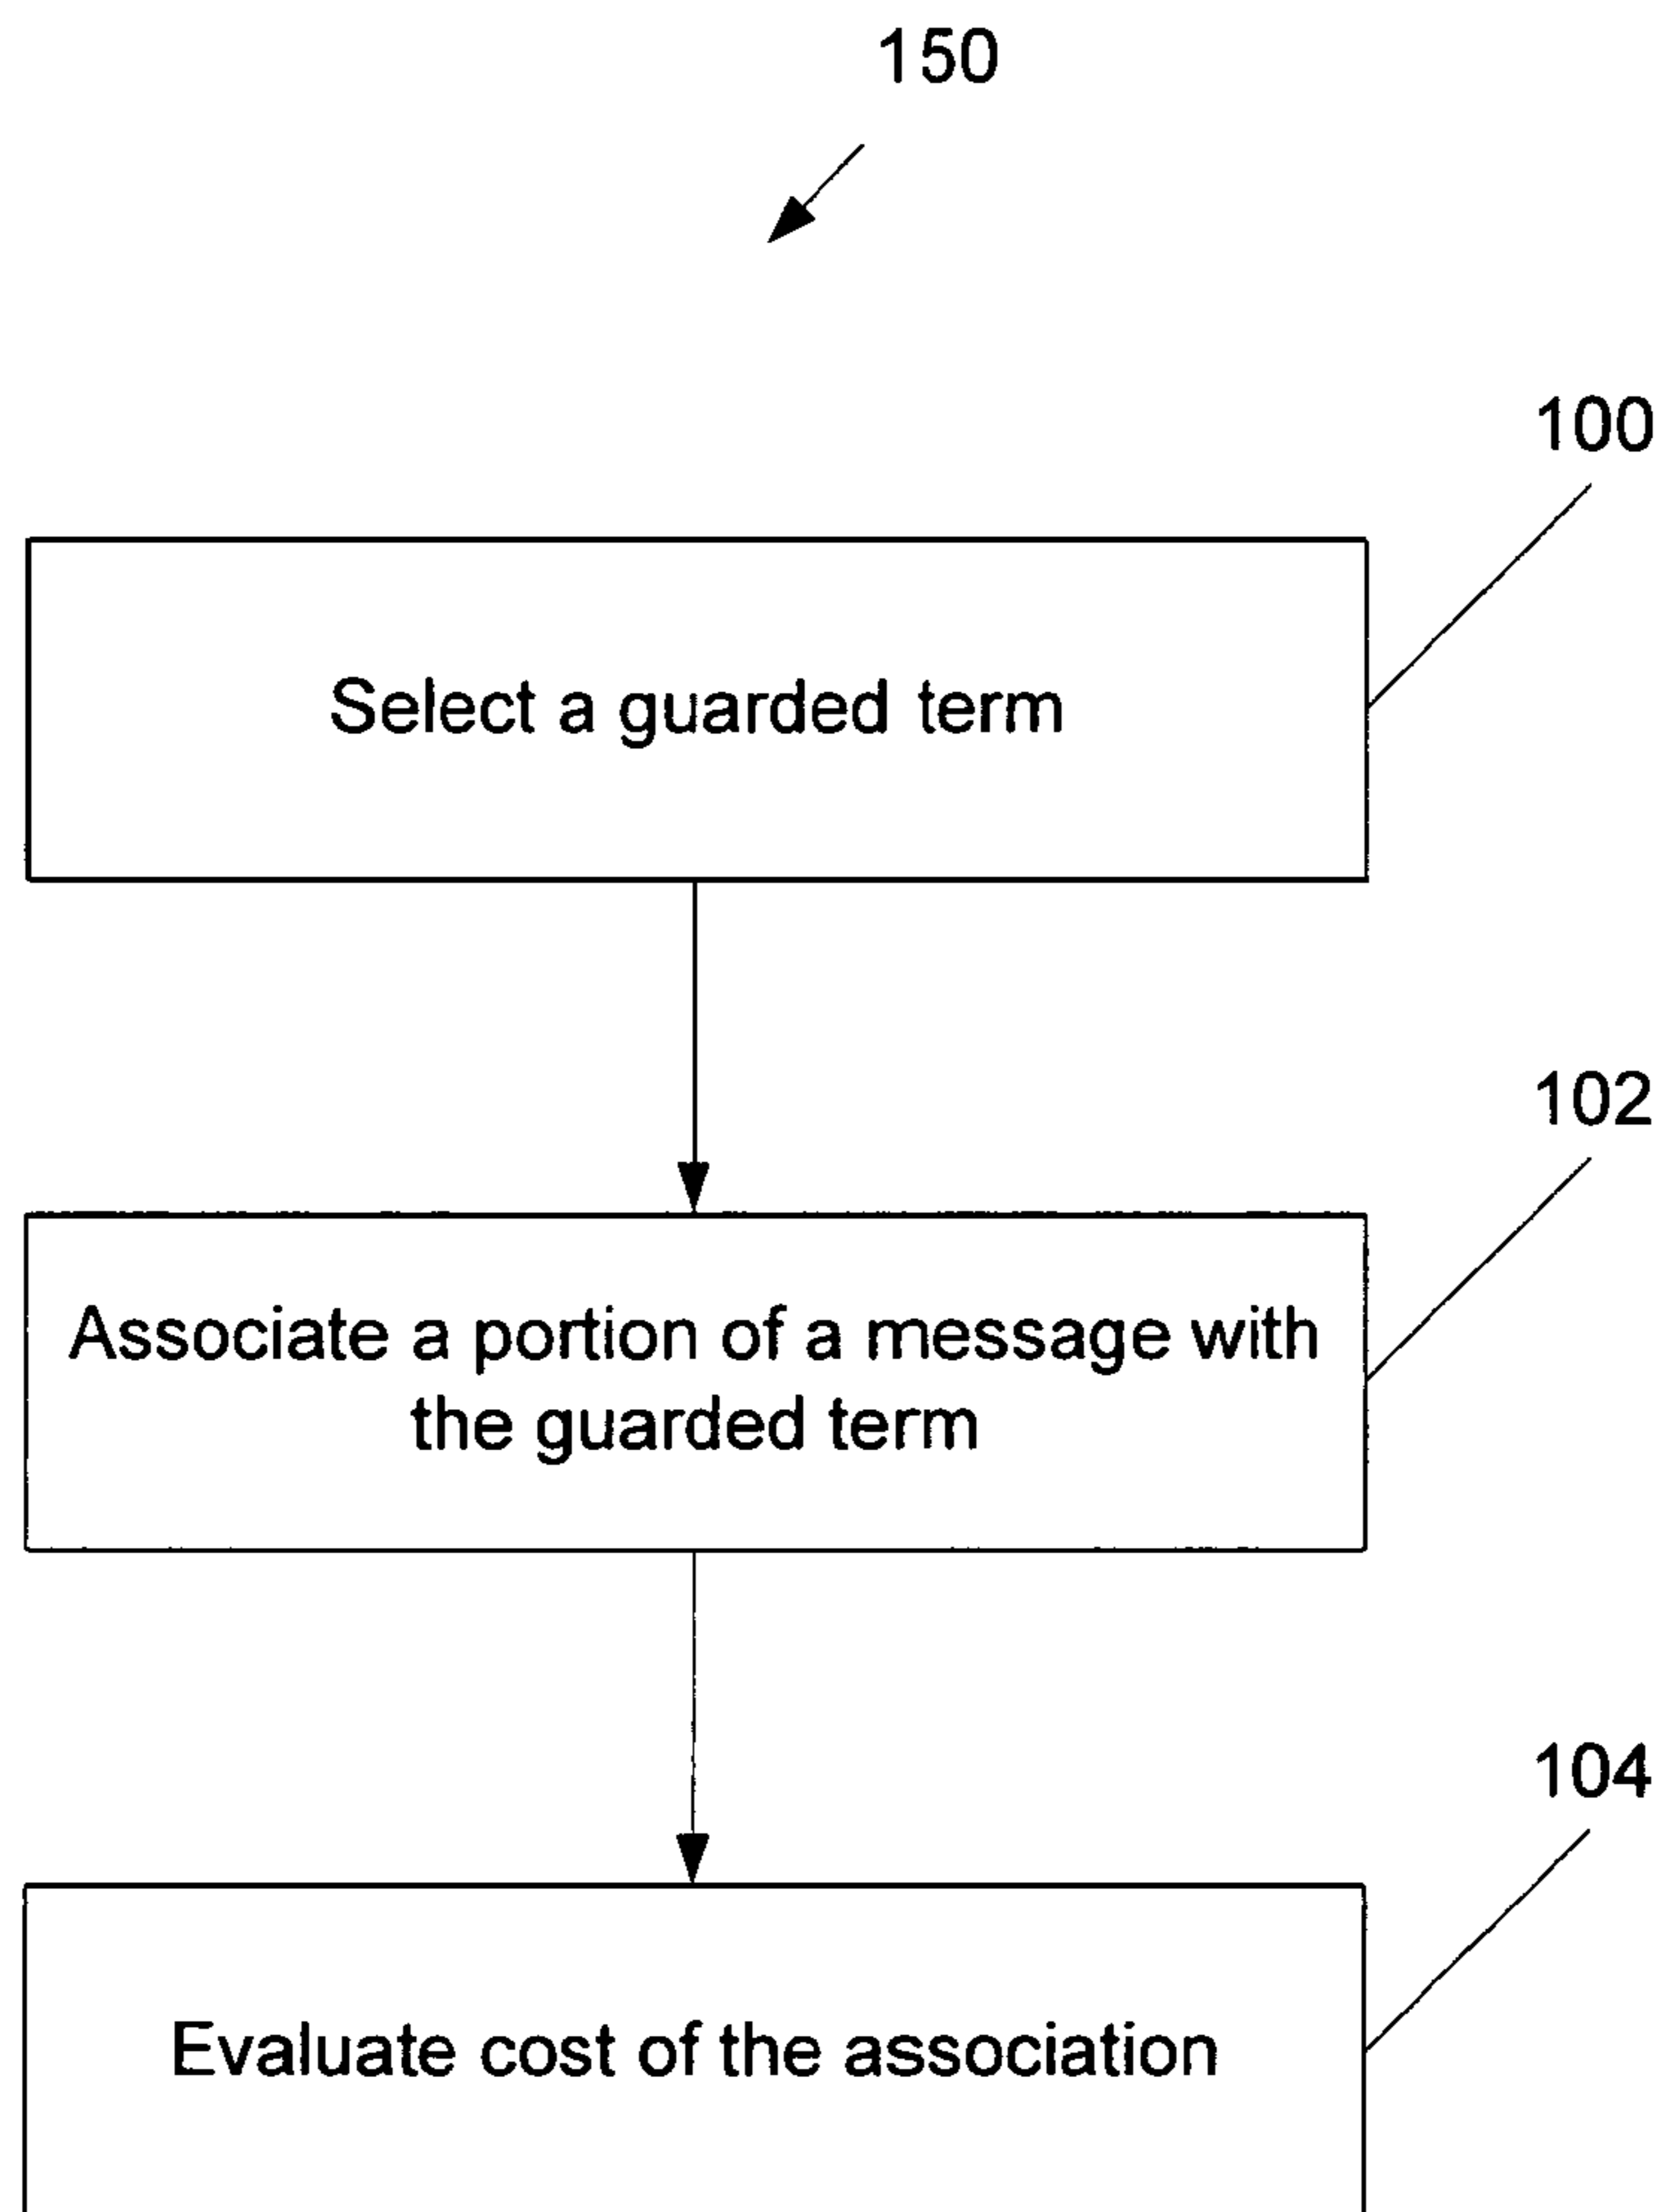 150
100
Select a guarded term
102
Associate a portion of a message with
the guarded term
104
Evaluate cost of the association